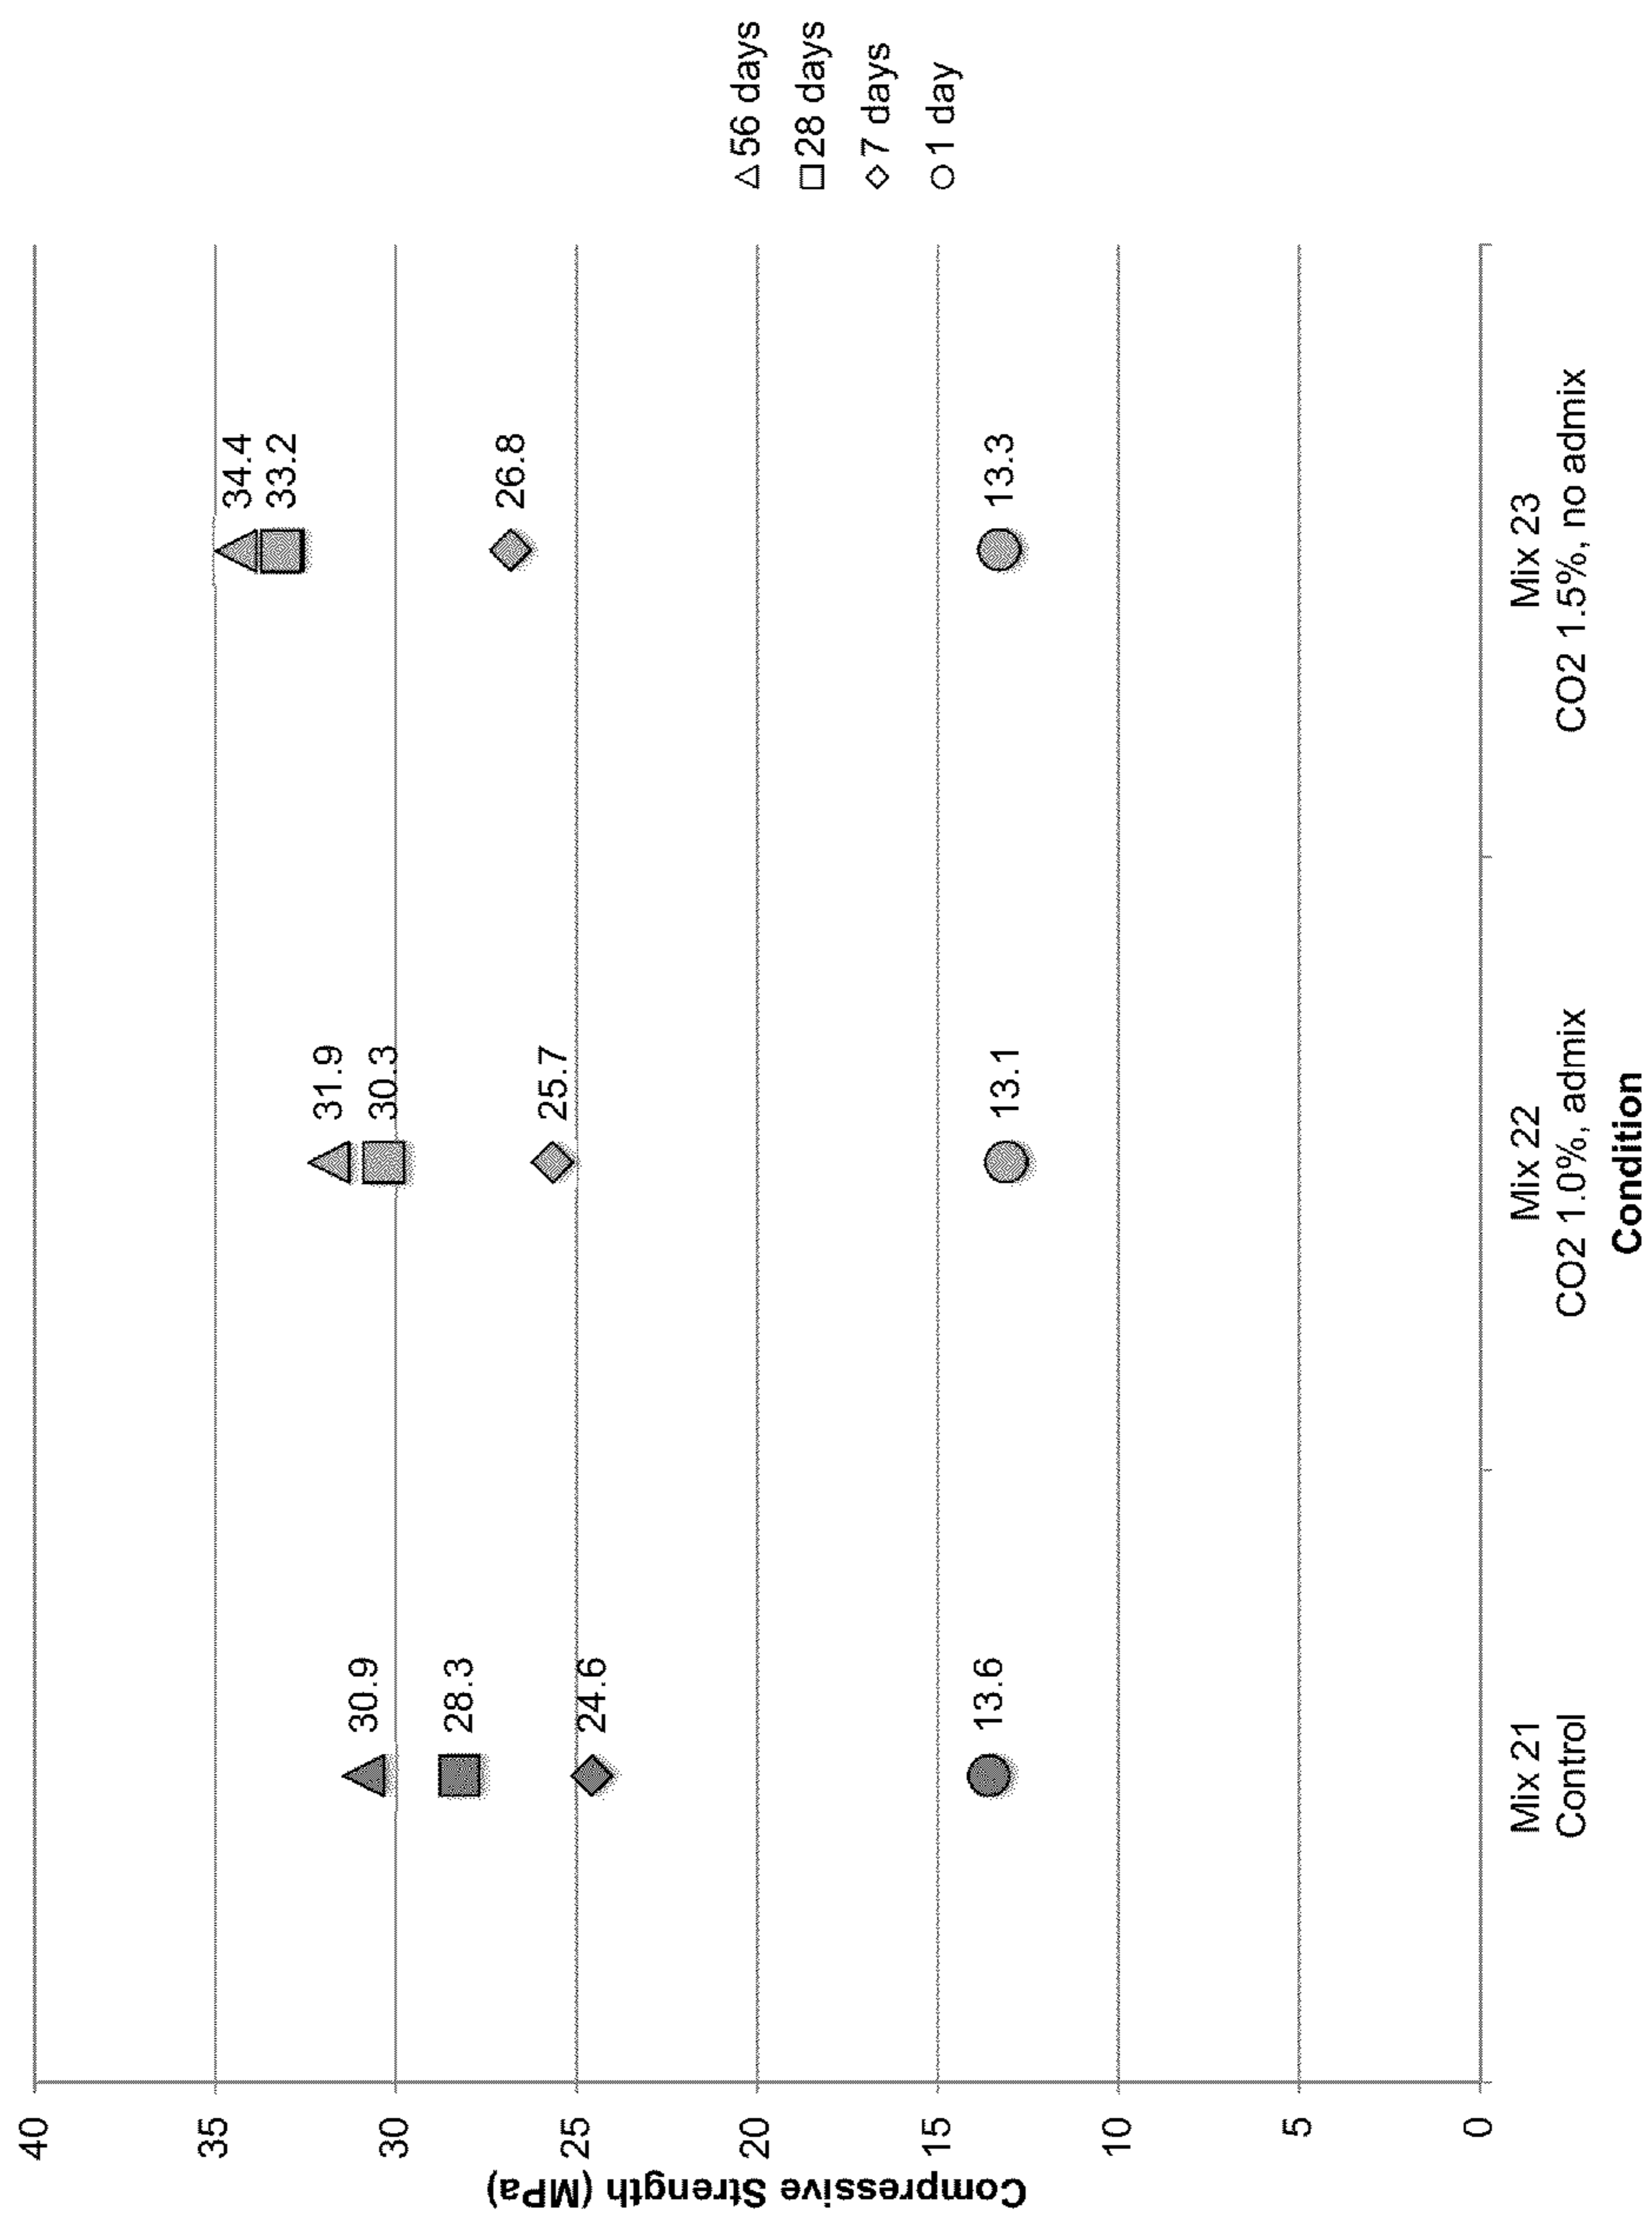 Compressive Strength (MPa)
40
35
30
25
20
15
10
5
0
30.9
28.3
24.6
13.6
31.9
30.3
25.7
13.1
34.4
33.2
26.8
13.3
56 days
28 days
7 days
1 day
Mix 21
Control
Mix 22
CO2 1.0%, admix
Mix 23
CO2 1.5%, no admix
Condition